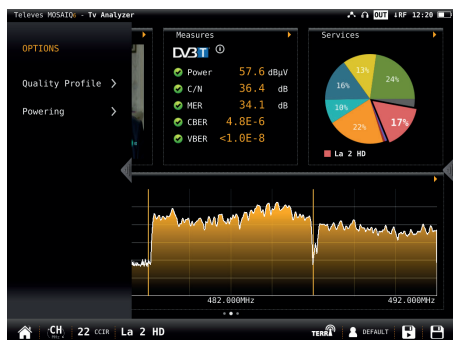 Televes MOSAIQ6 - Tv Analyzer
OUT ↓RF 12:20
OPTIONS
Quality Profile >
Powering >
Measures
DVB T
Power 57.6 dBµV
C/N 36.4 dB
MER 34.1 dB
CBER 4.8E-6
VBER <1.0E-8
Services
13%
24%
16%
10%
22%
17%
La 2 HD
482.000MHz
492.000MHz
CH
22 CCIR
La 2 HD
TERR
DEFAULT